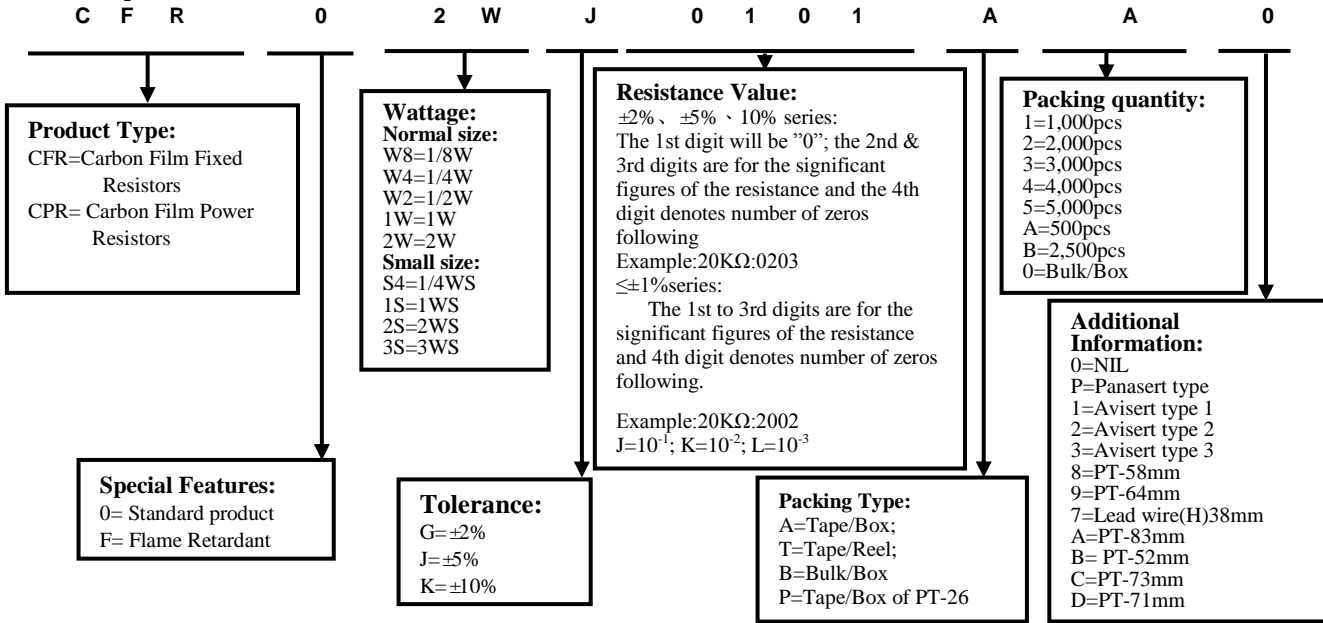 C F R 0 2 W J 0 1 0 1 A A 0
Product Type:
CFR=Carbon Film Fixed
Resistors
CPR= Carbon Film Power
Resistors
Special Features:
0= Standard product
F= Flame Retardant
Wattage:
Normal size:
W8=1/8W
W4=1/4W
W2=1/2W
1W=1W
2W=2W
Small size:
S4=1/4WS
1S=1WS
2S=2WS
3S=3WS
Tolerance:
G=±2%
J=±5%
K=±10%
Resistance Value:
±2%、±5%、10% series:
The 1st digit will be ”0”; the 2nd &
3rd digits are for the significant
figures of the resistance and the 4th
digit denotes number of zeros
following
Example:20KΩ:0203
≤±1%series:
The 1st to 3rd digits are for the
significant figures of the resistance
and 4th digit denotes number of zeros
following.
Example:20KΩ:2002
J=10⁻¹; K=10⁻²; L=10⁻³
Packing Type:
A=Tape/Box;
T=Tape/Reel;
B=Bulk/Box
P=Tape/Box of PT-26
Packing quantity:
1=1,000pcs
2=2,000pcs
3=3,000pcs
4=4,000pcs
5=5,000pcs
A=500pcs
B=2,500pcs
0=Bulk/Box
Additional
Information:
0=NIL
P=Panasert type
1=Avisert type 1
2=Avisert type 2
3=Avisert type 3
8=PT-58mm
9=PT-64mm
7=Lead wire(H)38mm
A=PT-83mm
B= PT-52mm
C=PT-73mm
D=PT-71mm